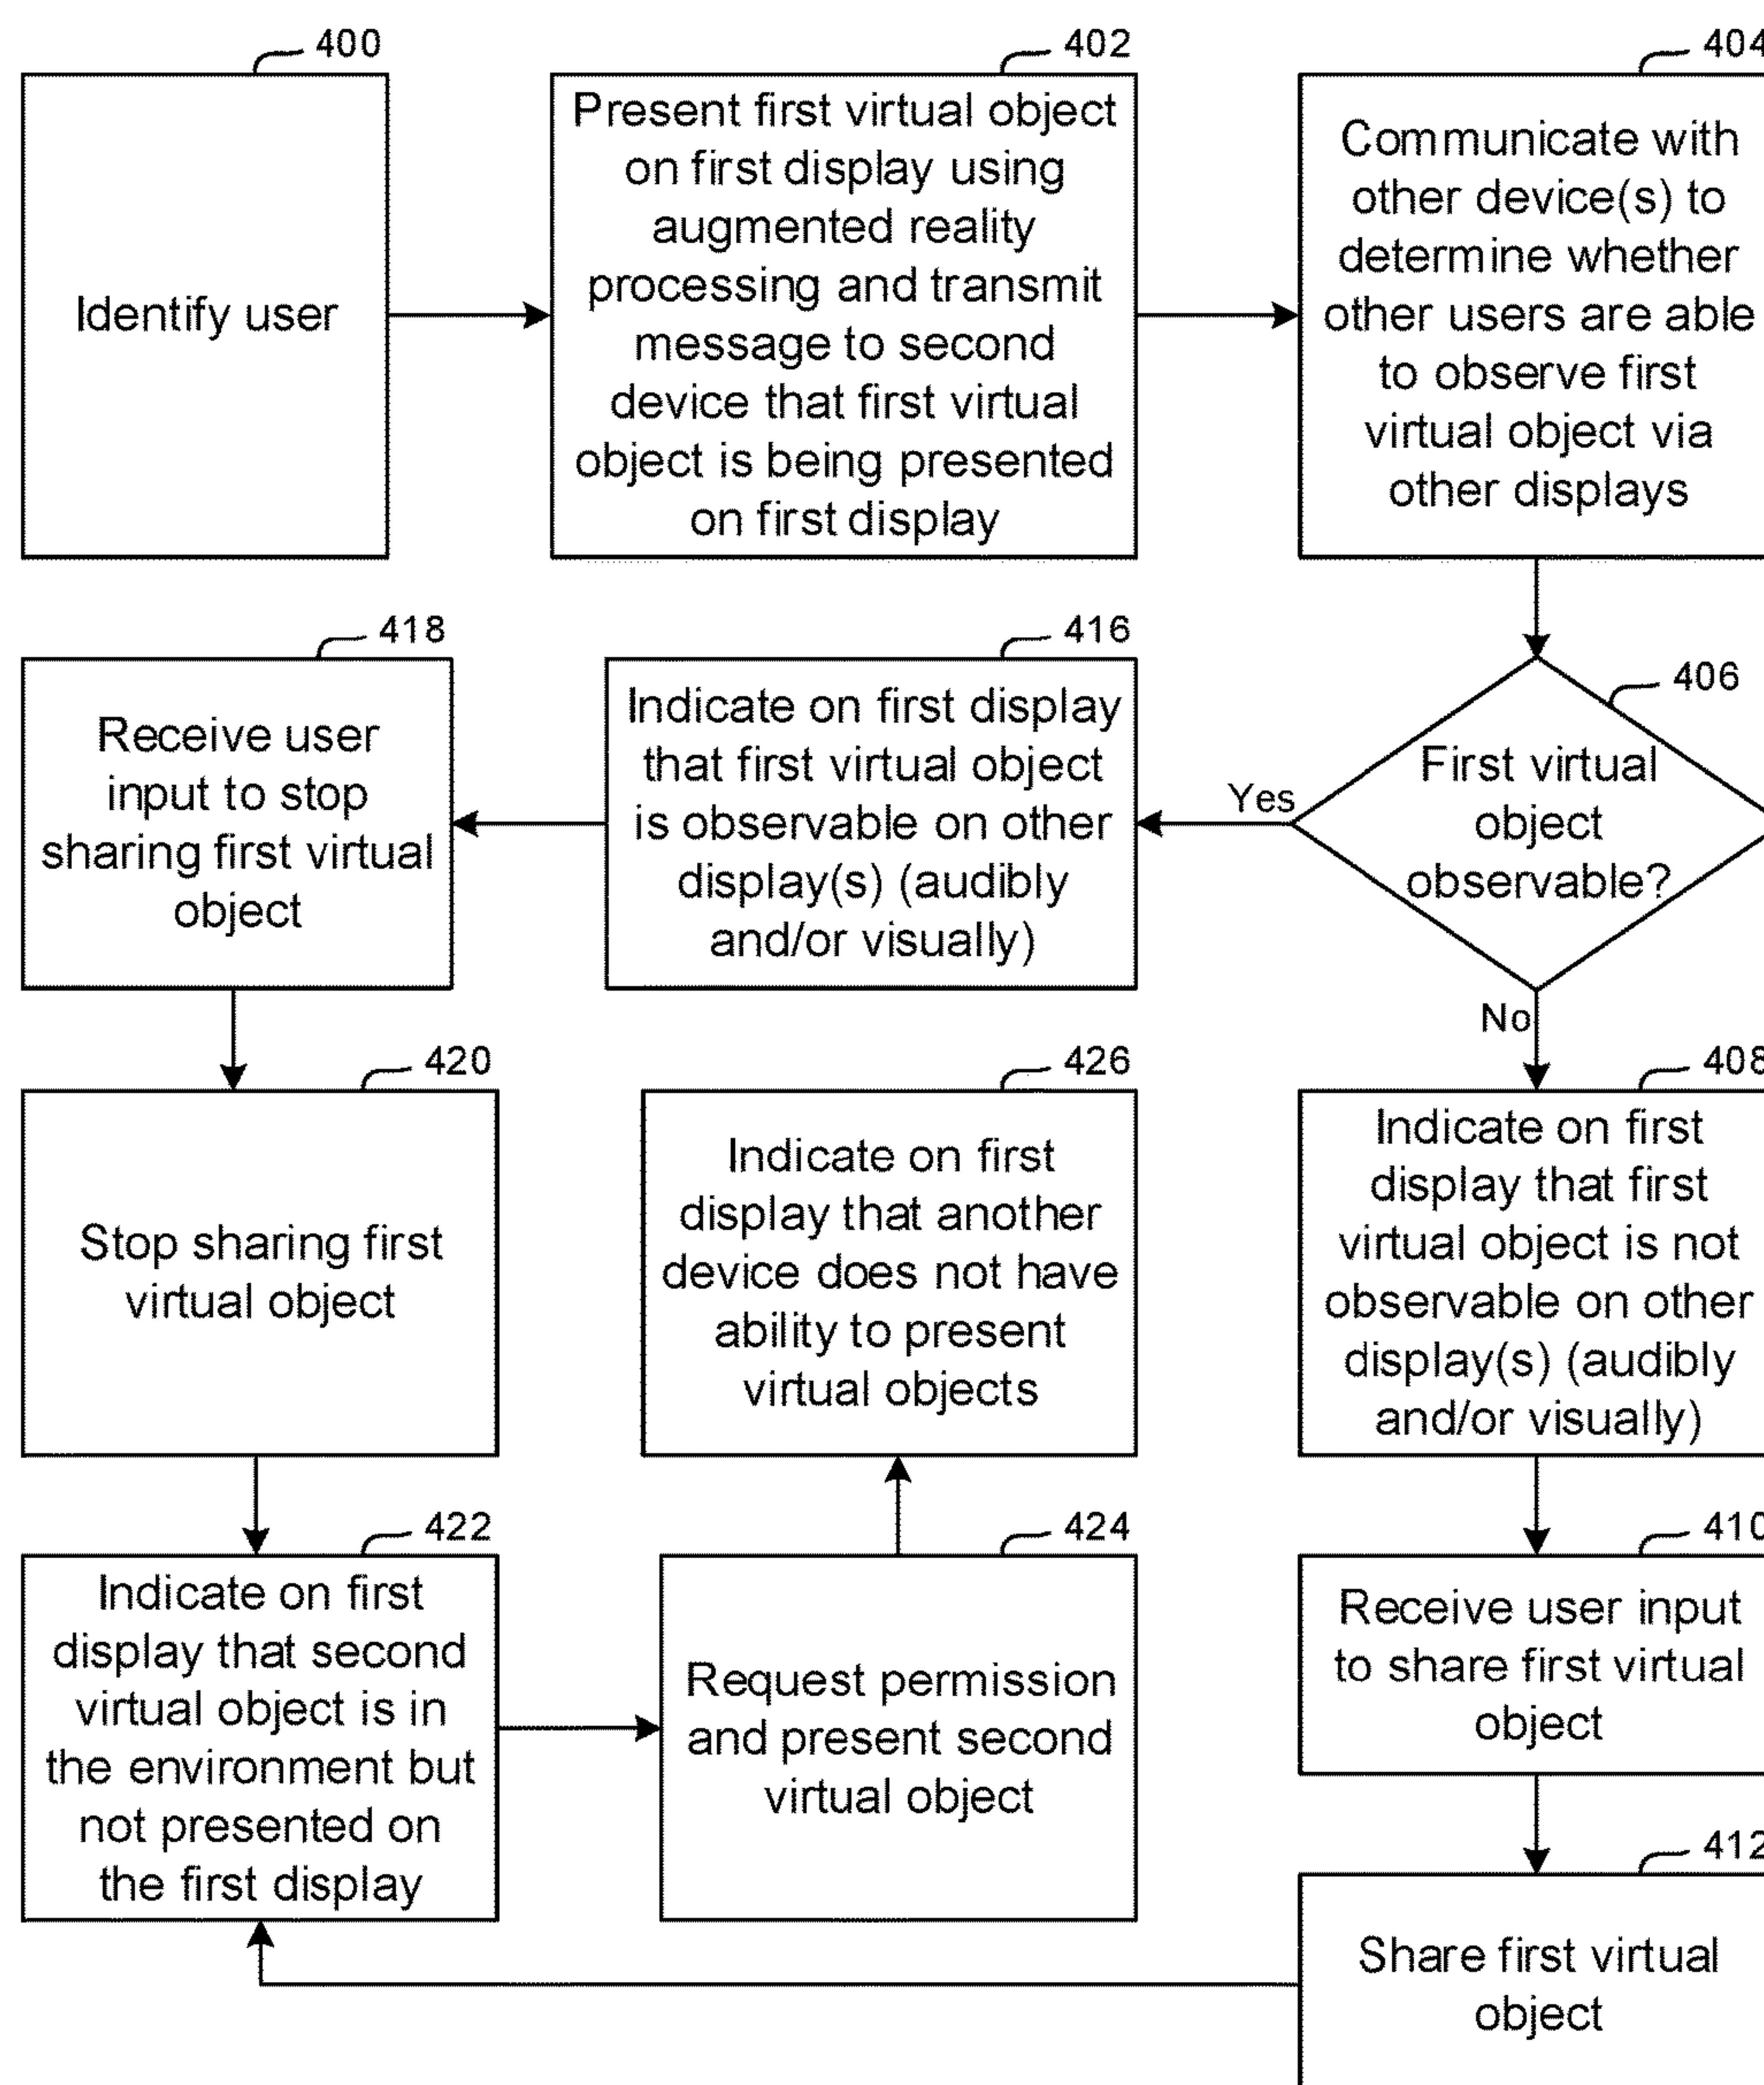 400
Identify user
402
Present first virtual object
on first display using
augmented reality
processing and transmit
message to second
device that first virtual
object is being presented
on first display
404
Communicate with
other device(s) to
determine whether
other users are able
to observe first
virtual object via
other displays
406
First virtual
object
observable?
Yes
No
416
Indicate on first display
that first virtual object
is observable on other
display(s) (audibly
and/or visually)
418
Receive user
input to stop
sharing first virtual
object
420
Stop sharing first
virtual object
426
Indicate on first
display that another
device does not have
ability to present
virtual objects
408
Indicate on first
display that first
virtual object is not
observable on other
display(s) (audibly
and/or visually)
422
Indicate on first
display that second
virtual object is in
the environment but
not presented on
the first display
424
Request permission
and present second
virtual object
410
Receive user input
to share first virtual
object
412
Share first virtual
object